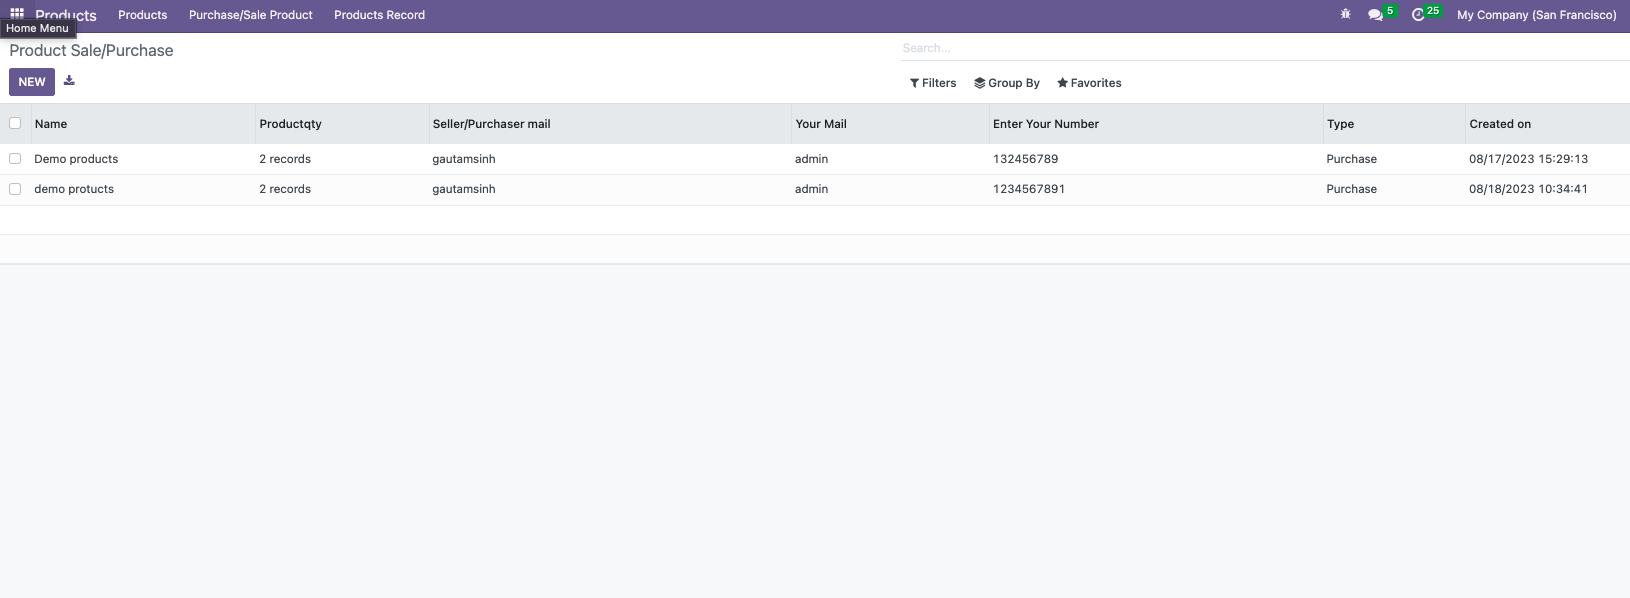 Products Products Purchase/Sale Product Products Record 5 25 My Company (San Francisco)
Home Menu
Product Sale/Purchase Search...
NEW Filters Group By Favorites
Name Productqty Seller/Purchaser mail Your Mail Enter Your Number Type Created on
Demo products 2 records gautamsinh admin 132456789 Purchase 08/17/2023 15:29:13
demo protucts 2 records gautamsinh admin 1234567891 Purchase 08/18/2023 10:34:41